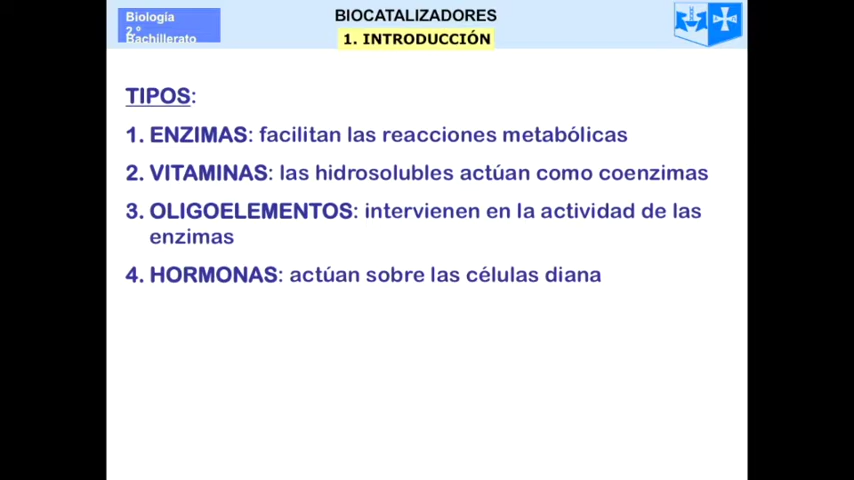 Biología
2.º
Bachillerato
BIOCATALIZADORES
1. INTRODUCCIÓN
TIPOS:
1. ENZIMAS: facilitan las reacciones metabólicas
2. VITAMINAS: las hidrosolubles actúan como coenzimas
3. OLIGOELEMENTOS: intervienen en la actividad de las
enzimas
4. HORMONAS: actúan sobre las células diana